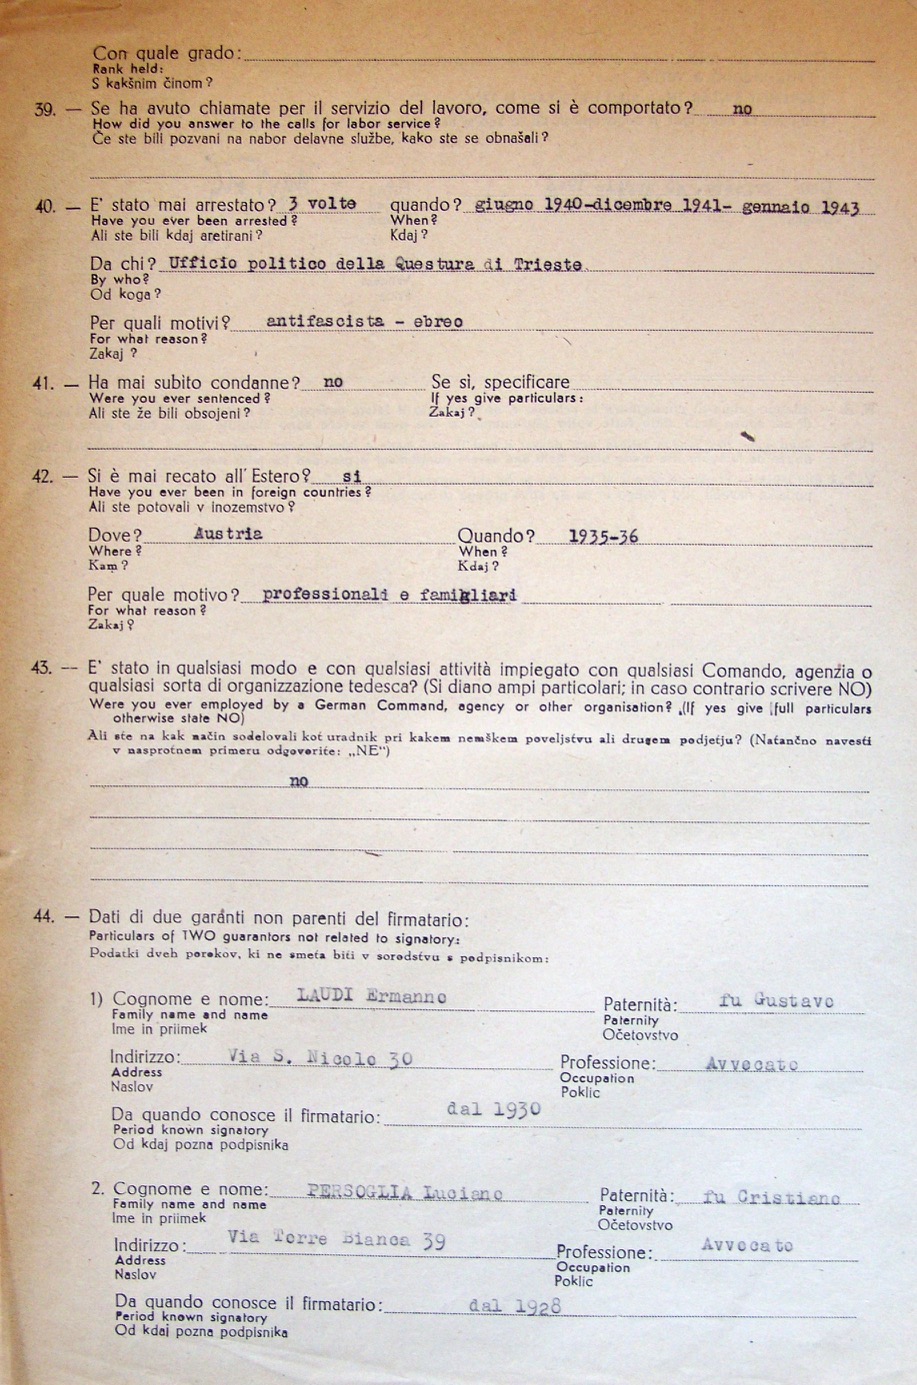 Con quale grado:
Rank held:
S kakšnim činom?
39. — Se ha avuto chiamate per il servizio del lavoro, come si è comportato? no
How did you answer to the calls for labor service?
Če ste bili pozvani na nabor delavne službe, kako ste se obnašali?
40. — E' stato mai arrestato? 3 volte quando? giugno 1940-dicembre 1941- gennaio 1943
Have you ever been arrested? When?
Ali ste bili kdaj aretirani? Kdaj?
Da chi? Ufficio politico della Questura di Trieste.
By who?
Od koga?
Per quali motivi? antifascista - ebreo
For what reason?
Zakaj ?
41. — Ha mai subìto condanne? no Se sì, specificare
Were you ever sentenced? If yes give particulars:
Ali ste že bili obsojeni? Zakaj?
42. — Si è mai recato all' Estero? si
Have you ever been in foreign countries?
Ali ste potovali v inozemstvo?
Dove? Austria Quando? 1935-36
Where? When?
Kam? Kdaj?
Per quale motivo? professionali e famigliari
For what reason?
Zakaj?
43. — E' stato in qualsiasi modo e con qualsiasi attività impiegato con qualsiasi Comando, agenzia o
qualsiasi sorta di organizzazione tedesca? (Si diano ampi particolari; in caso contrario scrivere NO)
Were you ever employed by a German Command, agency or other organisation? (If yes give full particulars
otherwise state NO)
Ali ste na kak način sodelovali kot uradnik pri kakem nemškem poveljstvu ali drugem podjetju? (Natančno navesti
v nasprotnem primeru odgovorite: „NE")
no
44. — Dati di due garanti non parenti del firmatario:
Particulars of TWO guarantors not related to signatory:
Podatki dveh porokov, ki ne smeta biti v sorodstvu s podpisnikom:
1) Cognome e nome: LAUDI Ermanno Paternità: fu Gustavo
Family name and name Paternity
Ime in priimek Očetovstvo
Indirizzo: Via S. Nicolo 30 Professione: Avvocato
Address Occupation
Naslov Poklic
Da quando conosce il firmatario: dal 1930
Period known signatory
Od kdaj pozna podpisnika
2. Cognome e nome: PERSOGLIA Luciano Paternità: fu Cristiano
Family name and name Paternity
Ime in priimek Očetovstvo
Indirizzo: Via Torre Bianca 39 Professione: Avvocato
Address Occupation
Naslov Poklic
Da quando conosce il firmatario: dal 1928
Period known signatory
Od kdaj pozna podpisnika